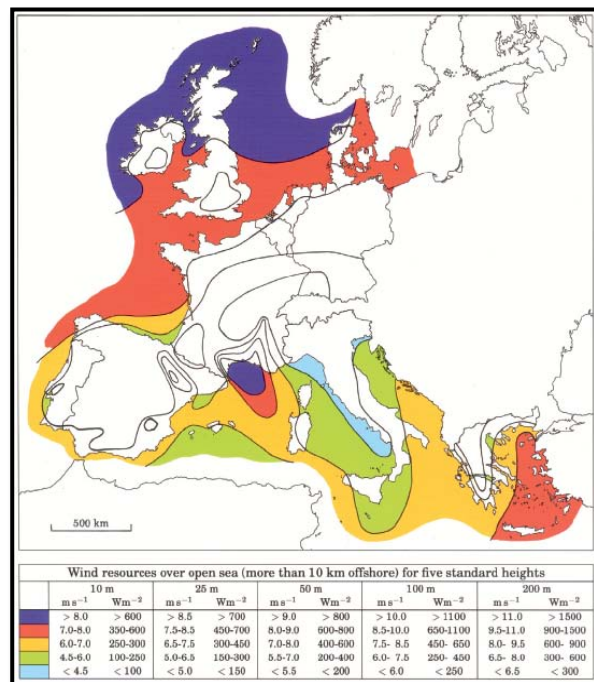 500 km
Wind resources over open sea (more than 10 km offshore) for five standard heights
10 m 25 m 50 m 100 m 200 m
m s⁻¹ Wm⁻² m s⁻¹ Wm⁻² m s⁻¹ Wm⁻² m s⁻¹ Wm⁻² m s⁻¹ Wm⁻²
> 8.0 > 600 > 8.5 > 700 > 9.0 > 800 > 10.0 > 1100 > 11.0 > 1500
7.0-8.0 350-600 7.5-8.5 450-700 8.0-9.0 600-800 8.5-10.0 650-1100 9.5-11.0 900-1500
6.0-7.0 250-300 6.5-7.5 300-450 7.0-8.0 400-600 7.5- 8.5 450- 650 8.0- 9.5 600- 900
4.5-6.0 100-250 5.0-6.5 150-300 5.5-7.0 200-400 6.0- 7.5 250- 450 6.5- 8.0 300- 600
< 4.5 < 100 < 5.0 < 150 < 5.5 < 200 < 6.0 < 250 < 6.5 < 300